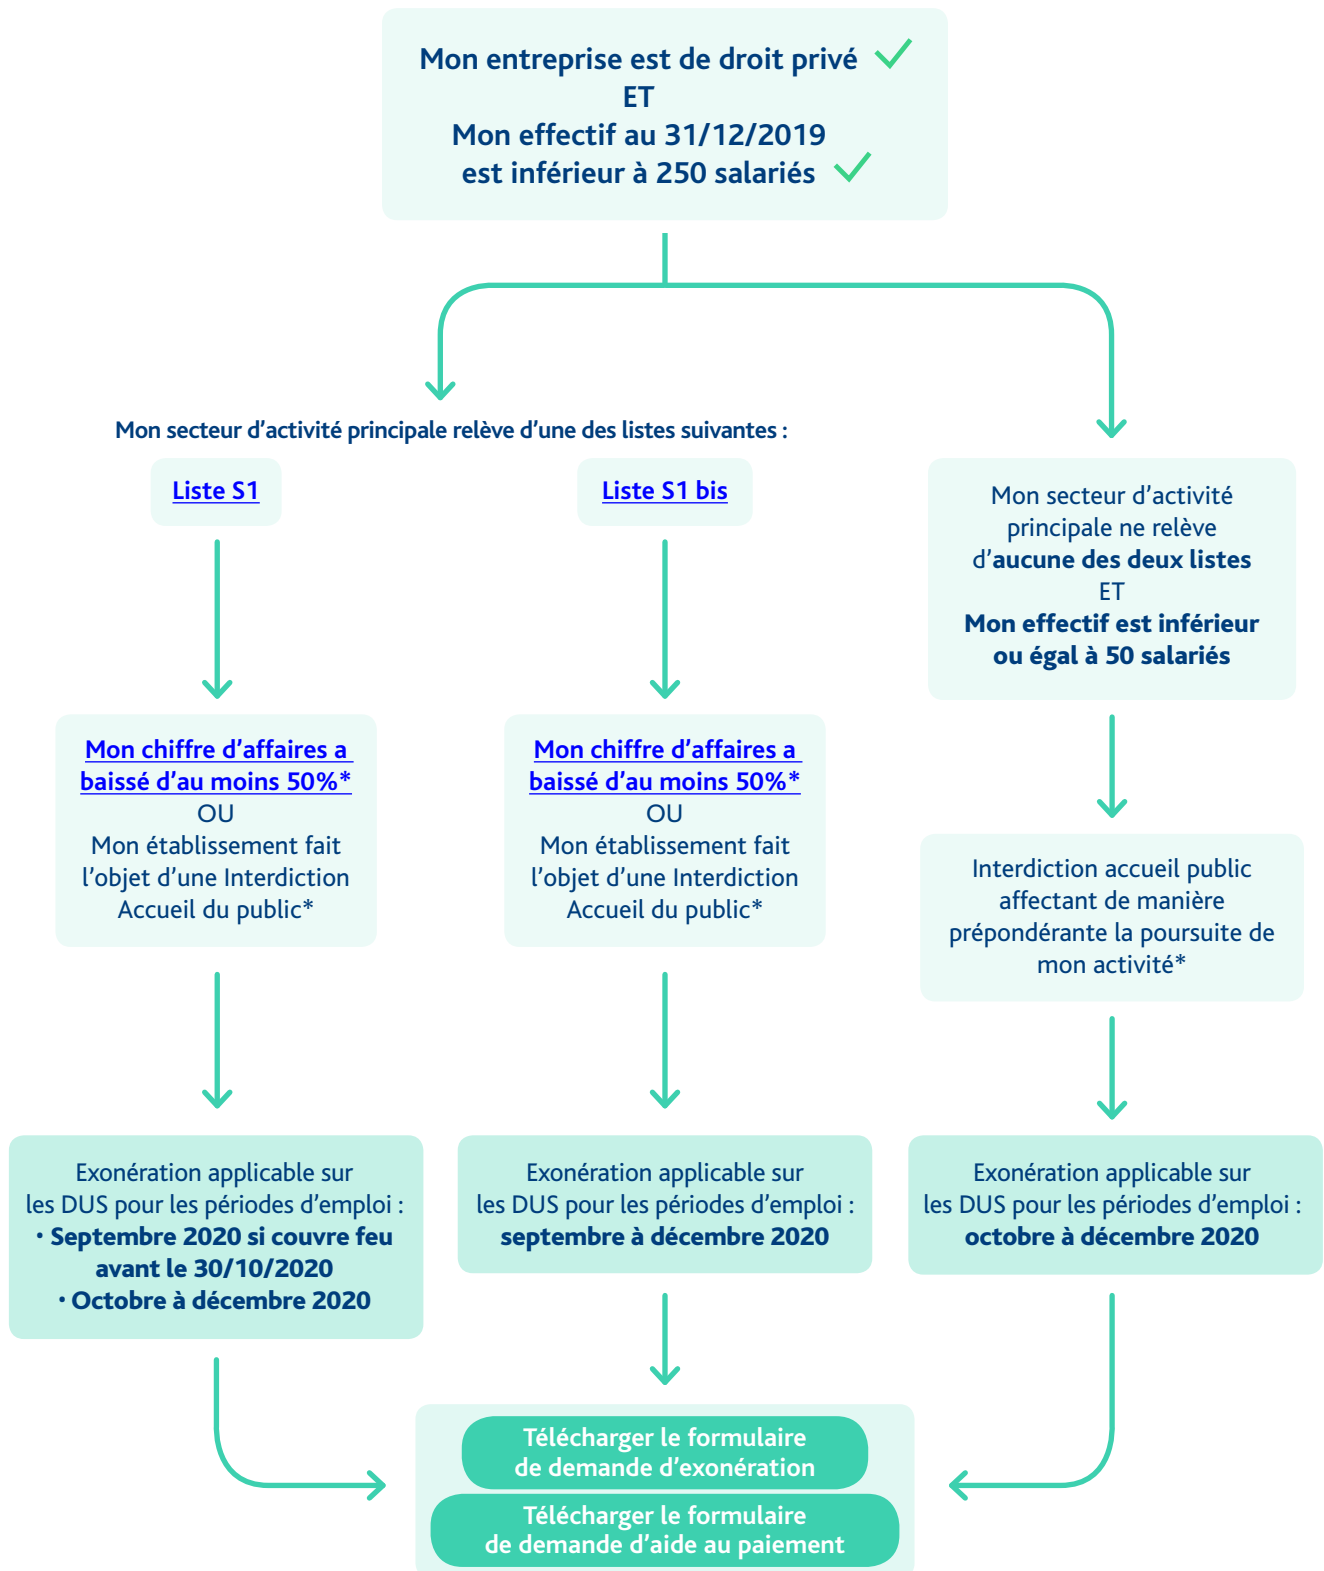 Mon entreprise est de droit privé
ET
Mon effectif au 31/12/2019
est inférieur à 250 salariés
Mon secteur d'activité principale relève d'une des listes suivantes :
Liste S1
Mon chiffre d'affaires a
baissé d'au moins 50%*
OU
Mon établissement fait
l'objet d'une Interdiction
Accueil du public*
Exonération applicable sur
les DUS pour les périodes d'emploi :
• Septembre 2020 si couvre feu
avant le 30/10/2020
• Octobre à décembre 2020
Liste S1 bis
Mon chiffre d'affaires a
baissé d'au moins 50%*
OU
Mon établissement fait
l'objet d'une Interdiction
Accueil du public*
Exonération applicable sur
les DUS pour les périodes d'emploi :
septembre à décembre 2020
Mon secteur d'activité
principale ne relève
d'aucune des deux listes
ET
Mon effectif est inférieur
ou égal à 50 salariés
Interdiction accueil public
affectant de manière
prépondérante la poursuite de
mon activité*
Exonération applicable sur
les DUS pour les périodes d'emploi :
octobre à décembre 2020
Télécharger le formulaire
de demande d'exonération
Télécharger le formulaire
de demande d'aide au paiement